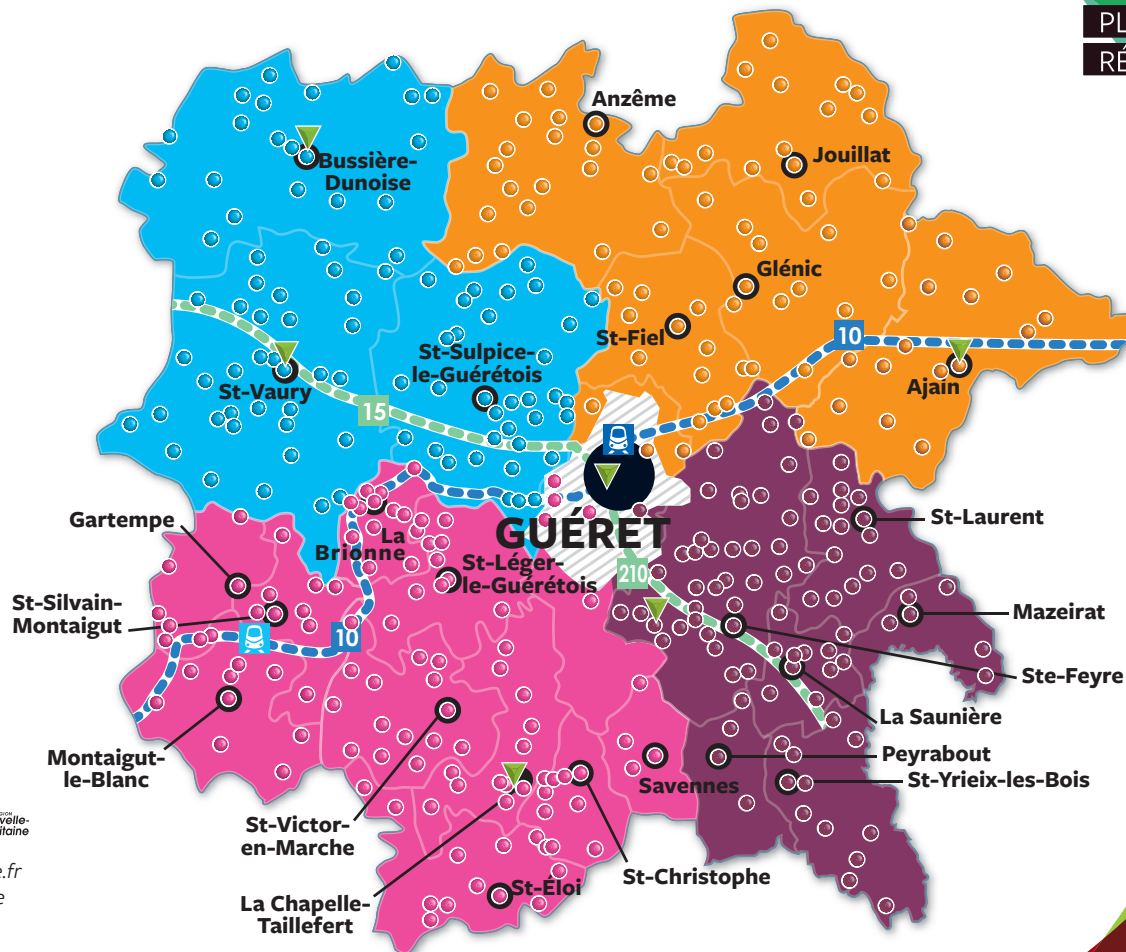 PL
RÉ
Anzême
Bussière-
Dunoise
Jouillat
Glénic
St-Fiel
10
St-Sulpice-
le-Guérétois
St-Vaury
Ajain
15
GUÉRET
Gartempe
La
Brionne
St-Laurent
St-Léger-
le-Guérétois
210
St-Silvain-
Montaigut
10
Mazeirat
Ste-Feyre
La Saunière
Montaigut-
le-Blanc
Peyrabout
Savennes
St-Yrieix-les-Bois
St-Victor-
en-Marche
St-Christophe
St-Éloi
La Chapelle-
Taillefert
velle-
itaine
e.fr
e